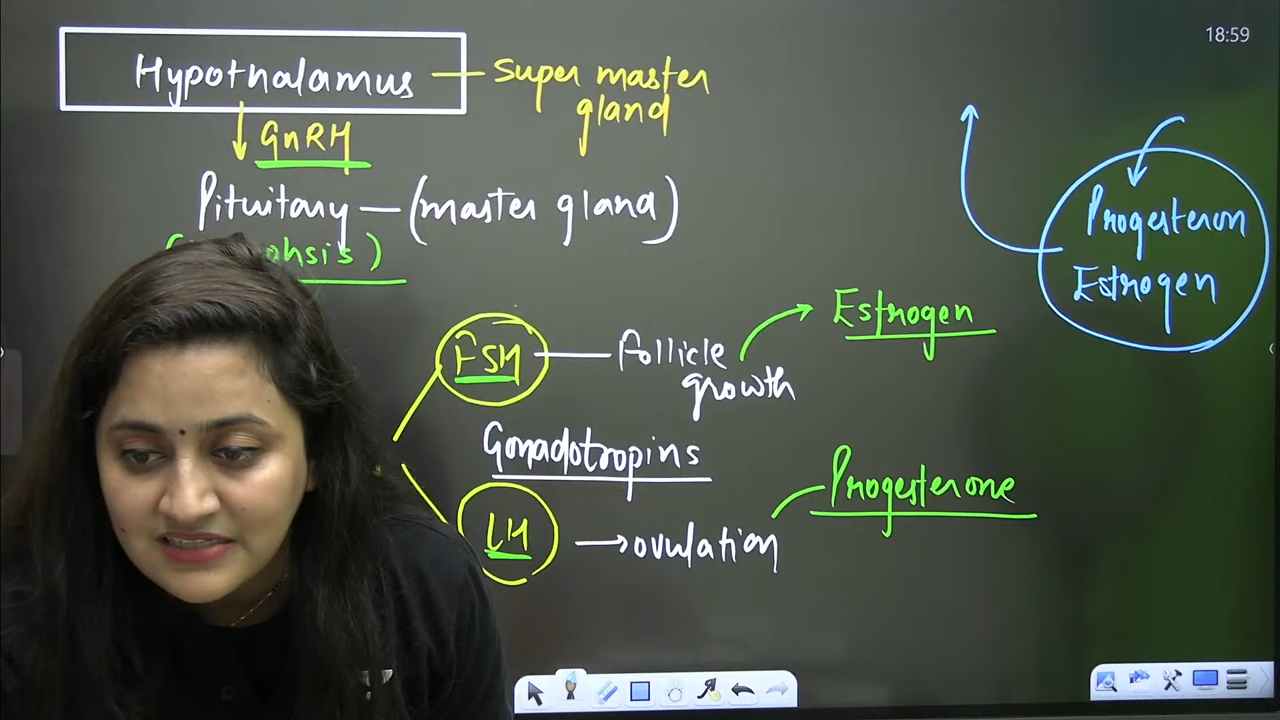 18:59
Hypothalamus — Super master
gland
GnRH
Pituitary — (master gland)
Progesteron
Estrogen
Estrogen
FSH — Follicle
growth
Gonadotropins
Progesterone
LH → ovulation